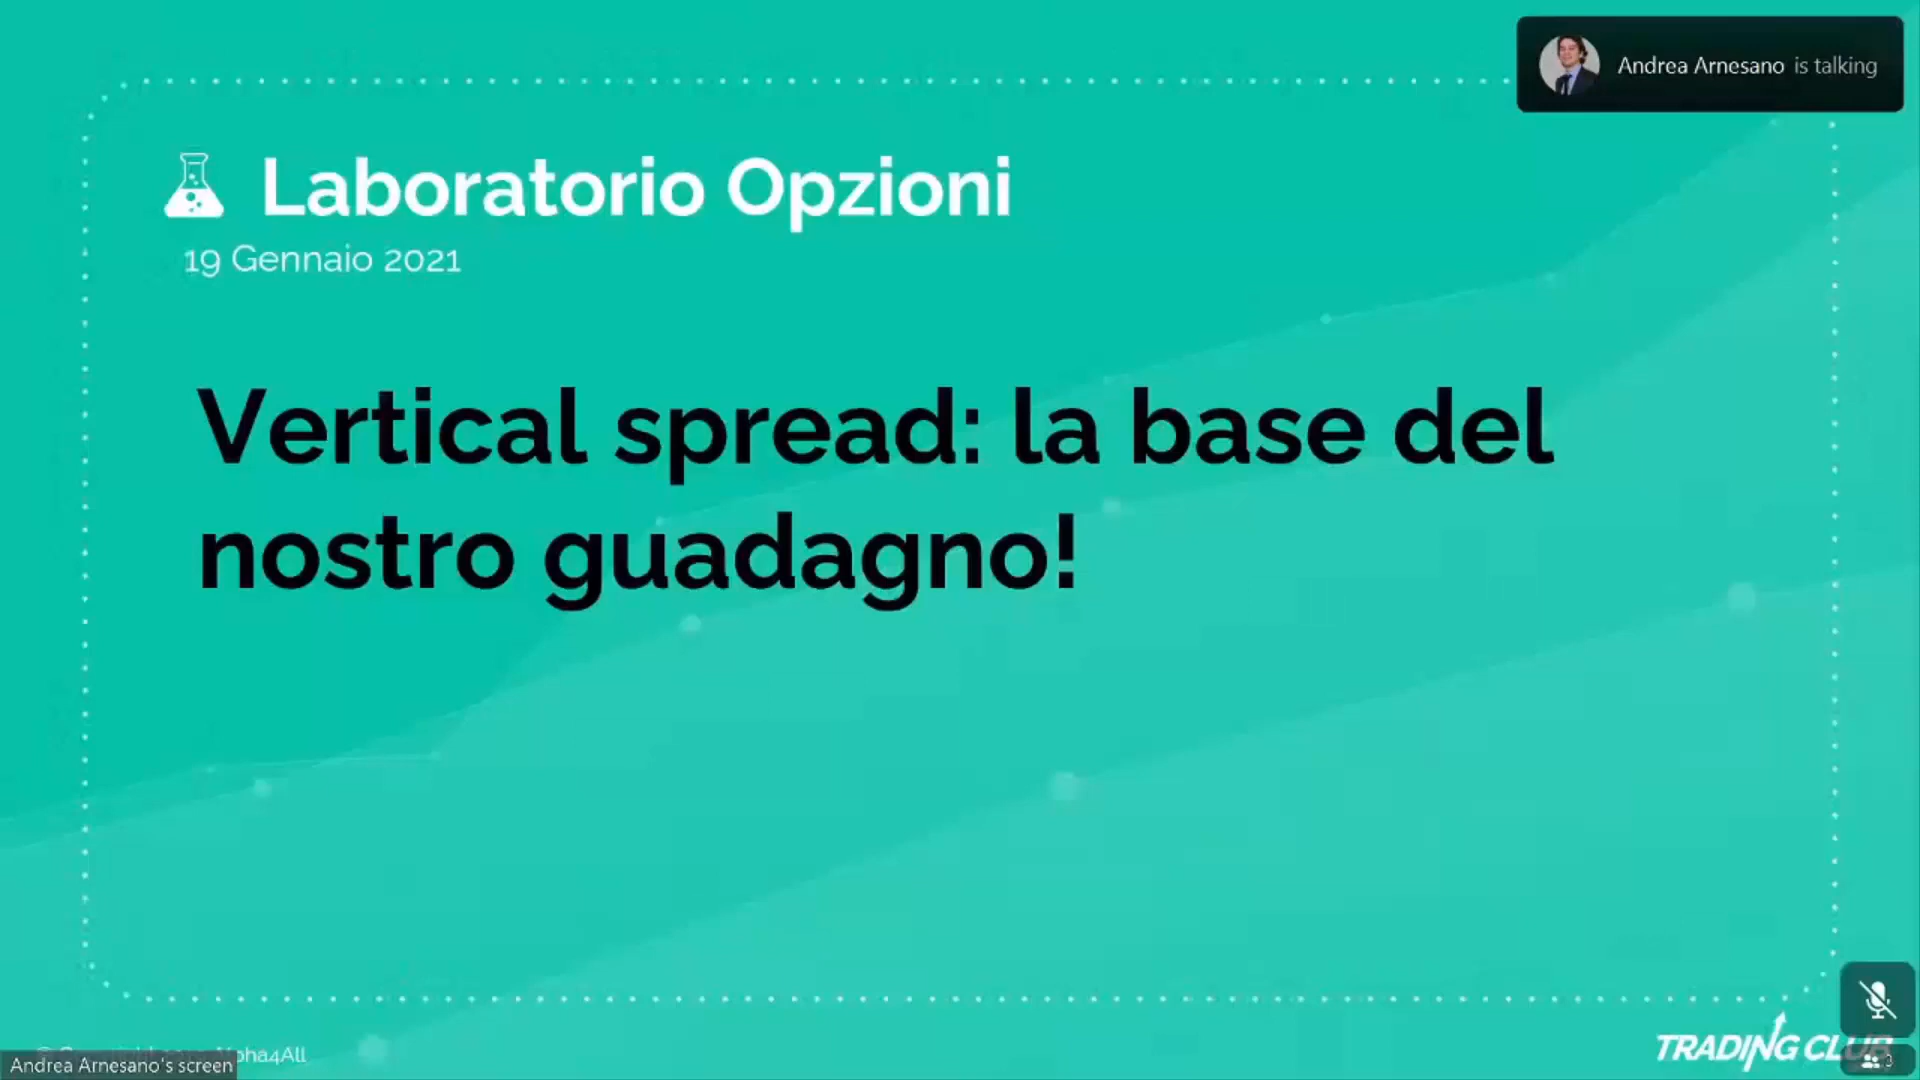 Andrea Arnesano is talking
Laboratorio Opzioni
19 Gennaio 2021
Vertical spread: la base del
nostro guadagno!
Andrea Arnesano's screen
TRADING CLUB